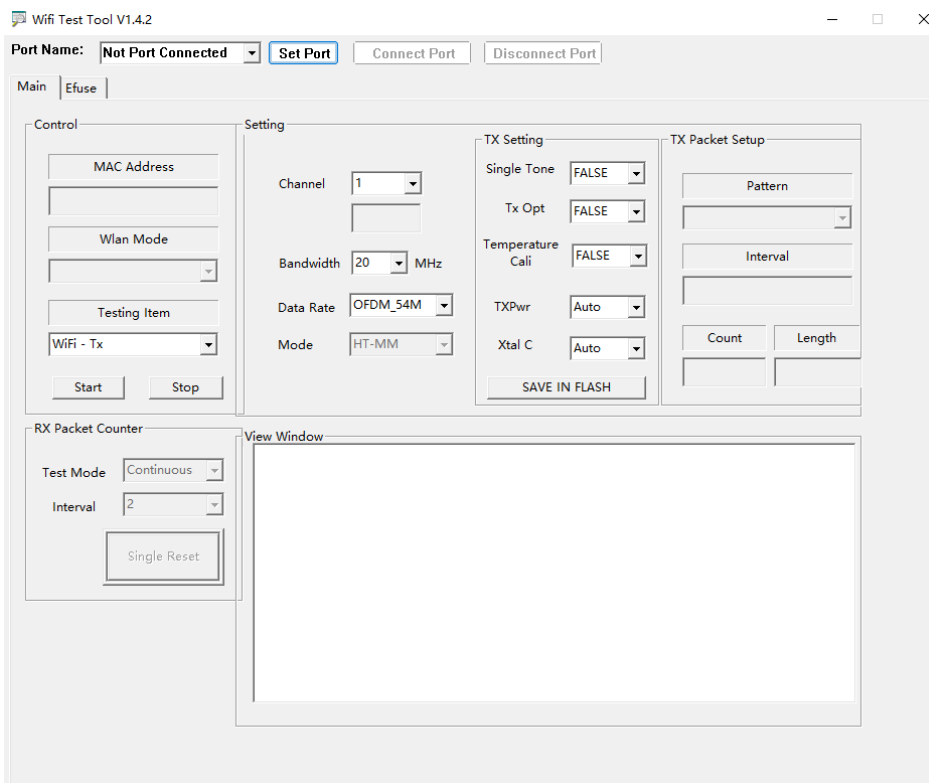 Wifi Test Tool V1.4.2
Port Name: Not Port Connected Set Port Connect Port Disconnect Port
Main Efuse
Control
MAC Address
Wlan Mode
Testing Item
WiFi - Tx
Start Stop
Setting
Channel 1
Bandwidth 20 MHz
Data Rate OFDM_54M
Mode HT-MM
TX Setting
Single Tone FALSE
Tx Opt FALSE
Temperature
Cali FALSE
TXPwr Auto
Xtal C Auto
SAVE IN FLASH
TX Packet Setup
Pattern
Interval
Count Length
RX Packet Counter
Test Mode Continuous
Interval 2
Single Reset
View Window